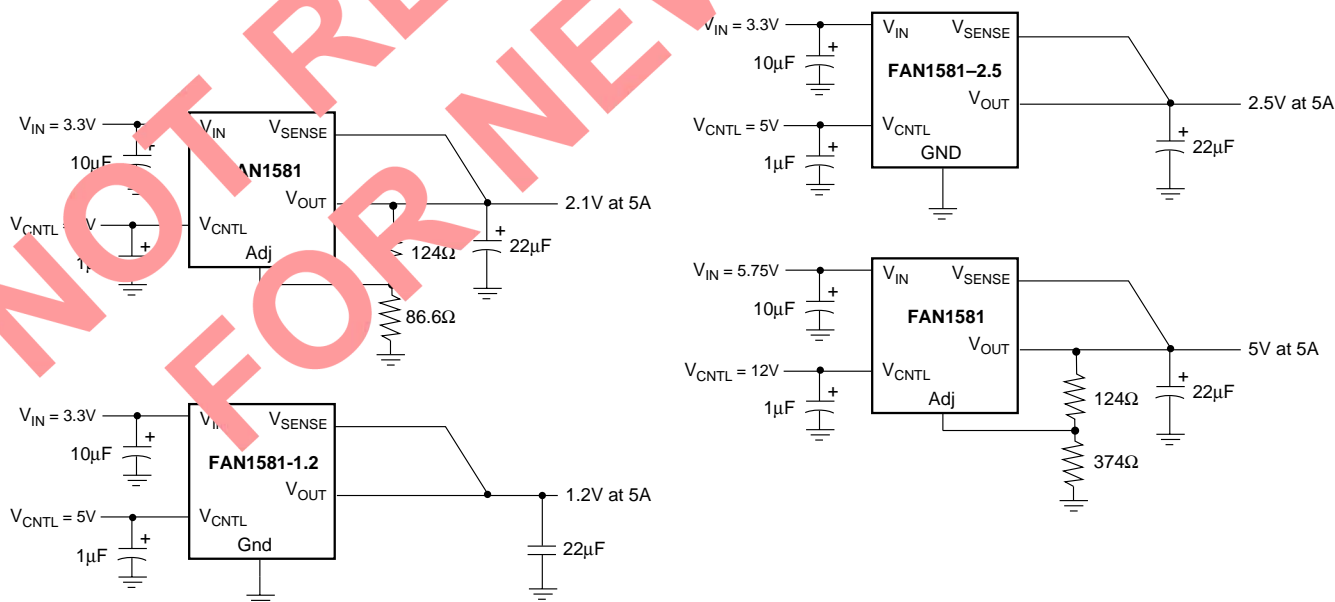 V_IN = 3.3V
10μF
V_CNTL =
V_IN
V_SENSE
AN1581
V_OUT
V_CNTL
Adj
2.1V at 5A
124Ω
22μF
86.6Ω
V_IN = 3.3V
10μF
V_CNTL = 5V
1μF
V_SENSE
FAN1581-1.2
V_OUT
V_CNTL
Gnd
1.2V at 5A
22μF
V_IN = 3.3V
10μF
V_CNTL = 5V
1μF
V_IN
V_SENSE
FAN1581–2.5
V_OUT
V_CNTL
GND
2.5V at 5A
22μF
V_IN = 5.75V
10μF
V_CNTL = 12V
1μF
V_IN
V_SENSE
FAN1581
V_OUT
V_CNTL
Adj
5V at 5A
124Ω
22μF
374Ω
NOT RE
FOR NEW